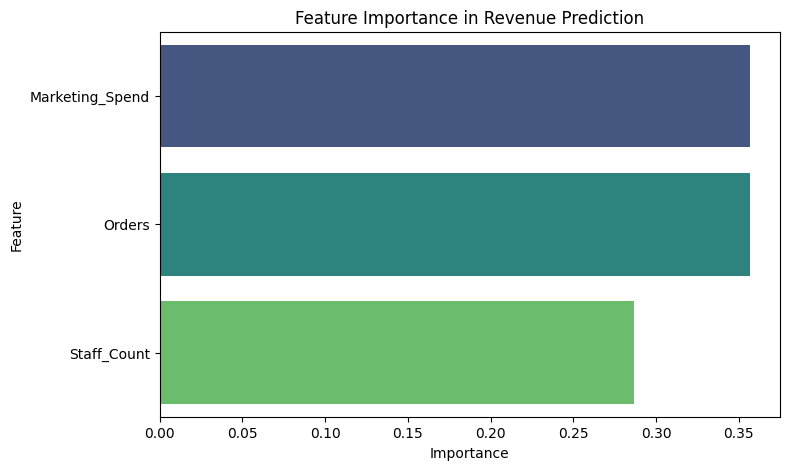 Feature Importance in Revenue Prediction
Marketing_Spend
Orders
Staff_Count
Feature
0.00 0.05 0.10 0.15 0.20 0.25 0.30 0.35
Importance